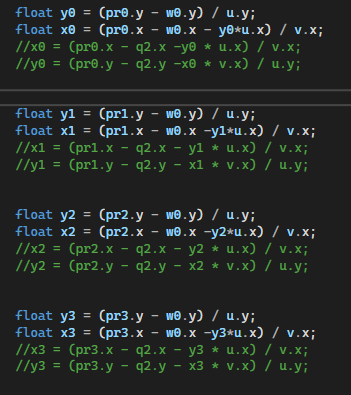 float y0 = (pr0.y - w0.y) / u.y;
float x0 = (pr0.x - w0.x - y0*u.x) / v.x;
//x0 = (pr0.x - q2.x -y0 * u.x) / v.x;
//y0 = (pr0.y - q2.y -x0 * v.x) / u.y;
float y1 = (pr1.y - w0.y) / u.y;
float x1 = (pr1.x - w0.x -y1*u.x) / v.x;
//x1 = (pr1.x - q2.x - y1 * u.x) / v.x;
//y1 = (pr1.y - q2.y - x1 * v.x) / u.y;
float y2 = (pr2.y - w0.y) / u.y;
float x2 = (pr2.x - w0.x -y2*u.x) / v.x;
//x2 = (pr2.x - q2.x - y2 * u.x) / v.x;
//y2 = (pr2.y - q2.y - x2 * v.x) / u.y;
float y3 = (pr3.y - w0.y) / u.y;
float x3 = (pr3.x - w0.x -y3*u.x) / v.x;
//x3 = (pr3.x - q2.x - y3 * u.x) / v.x;
//y3 = (pr3.y - q2.y - x3 * v.x) / u.y;